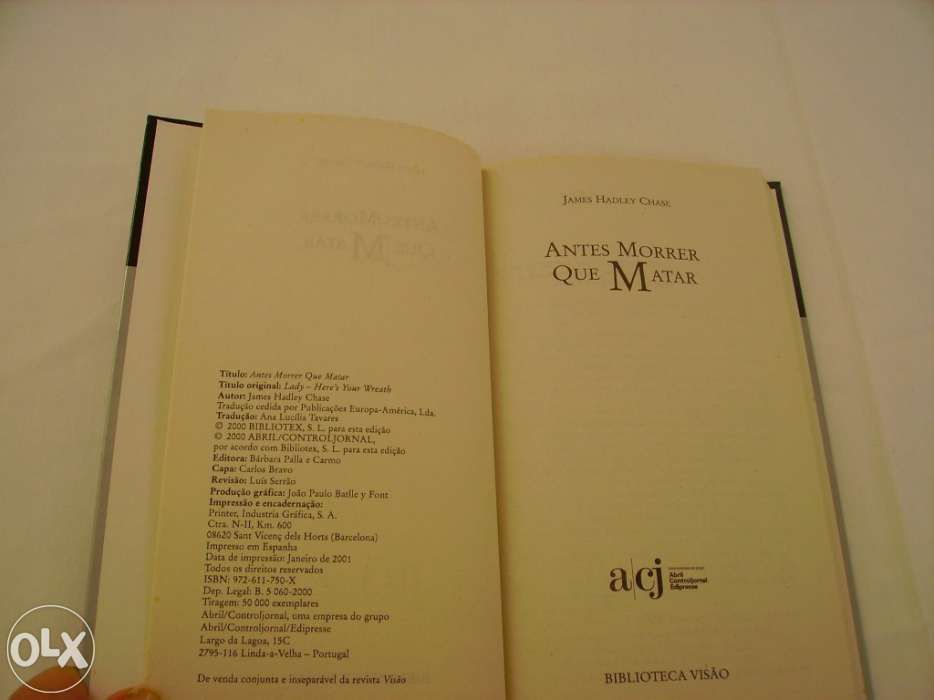 Título: Antes Morrer Que Matar
Título original: Lady – Here's Your Wreath
Autor: James Hadley Chase
Tradução cedida por Publicações Europa-América, Lda.
Tradução: Ana Lucília Tavares
© 2000 BIBLIOTEX, S. L. para esta edição
© 2000 ABRIL/CONTROLJORNAL,
por acordo com Bibliotex, S. L. para esta edição
Editora: Bárbara Palla e Carmo
Capa: Carlos Bravo
Revisão: Luís Serrão
Produção gráfica: João Paulo Batlle y Font
Impressão e encadernação:
Printer, Industria Gráfica, S. A.
Ctra. N-II, Km. 600
08620 Sant Vicenç dels Horts (Barcelona)
Impresso em Espanha
Data de impressão: Janeiro de 2001
Todos os direitos reservados
ISBN: 972-611-750-X
Dep. Legal: B. 5 060-2000
Tiragem: 50 000 exemplares
Abril/Controljornal, uma empresa do grupo
Abril/Controljornal/Edipresse
Largo da Lagoa, 15C
2795-116 Linda-a-Velha – Portugal
De venda conjunta e inseparável da revista Visão
JAMES HADLEY CHASE
ANTES MORRER
QUE MATAR
a|cj
Abril
Controljornal
Edipresse
BIBLIOTECA VISÃO
OLX